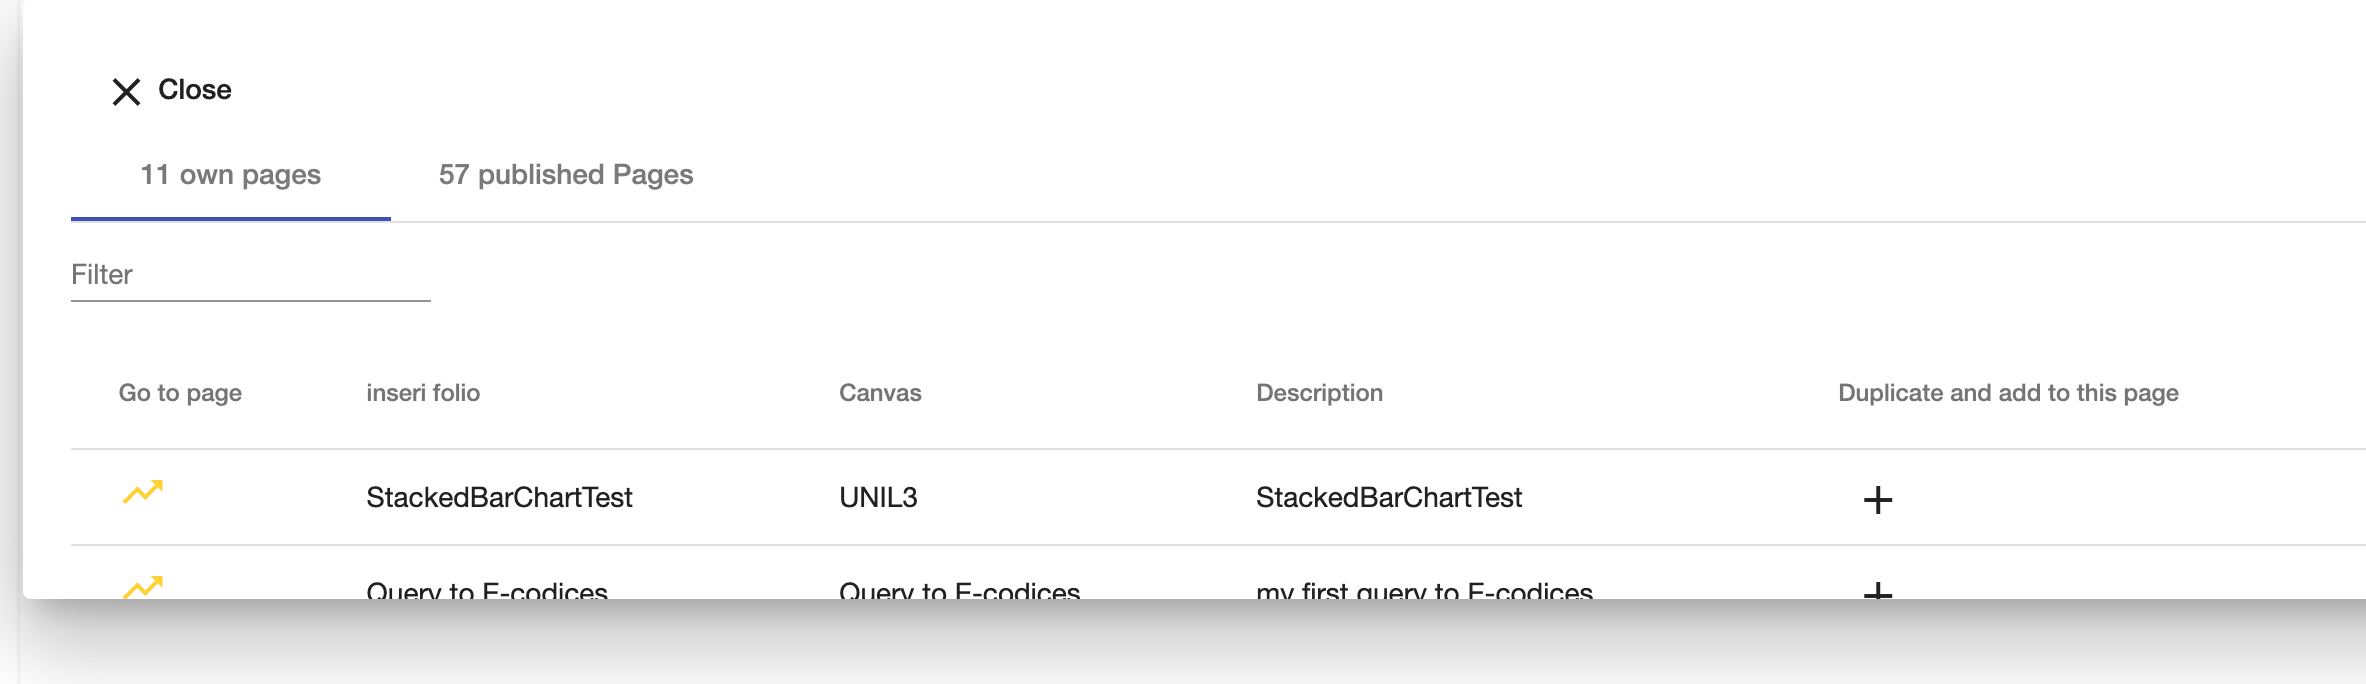 Close
11 own pages 57 published Pages
Filter
Go to page inseri folio Canvas Description Duplicate and add to this page
StackedBarChartTest UNIL3 StackedBarChartTest
Query to E-codices Query to E-codices my first query to E-codices